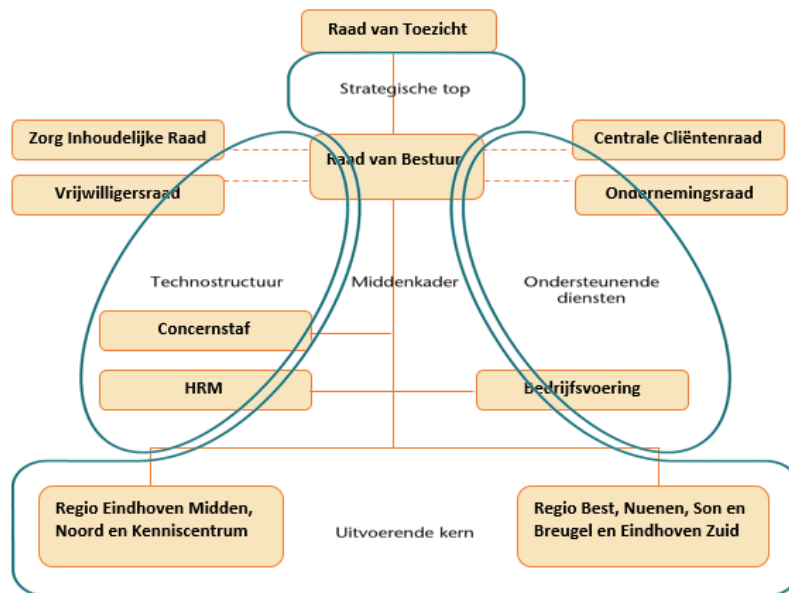 Raad van Toezicht
Strategische top
Zorg Inhoudelijke Raad
Raad van Bestuur
Centrale Cliëntenraad
Vrijwilligersraad
Ondernemingsraad
Technostructuur
Middenkader
Ondersteunende
diensten
Concernstaf
HRM
Bedrijfsvoering
Regio Eindhoven Midden,
Noord en Kenniscentrum
Uitvoerende kern
Regio Best, Nuenen, Son en
Breugel en Eindhoven Zuid